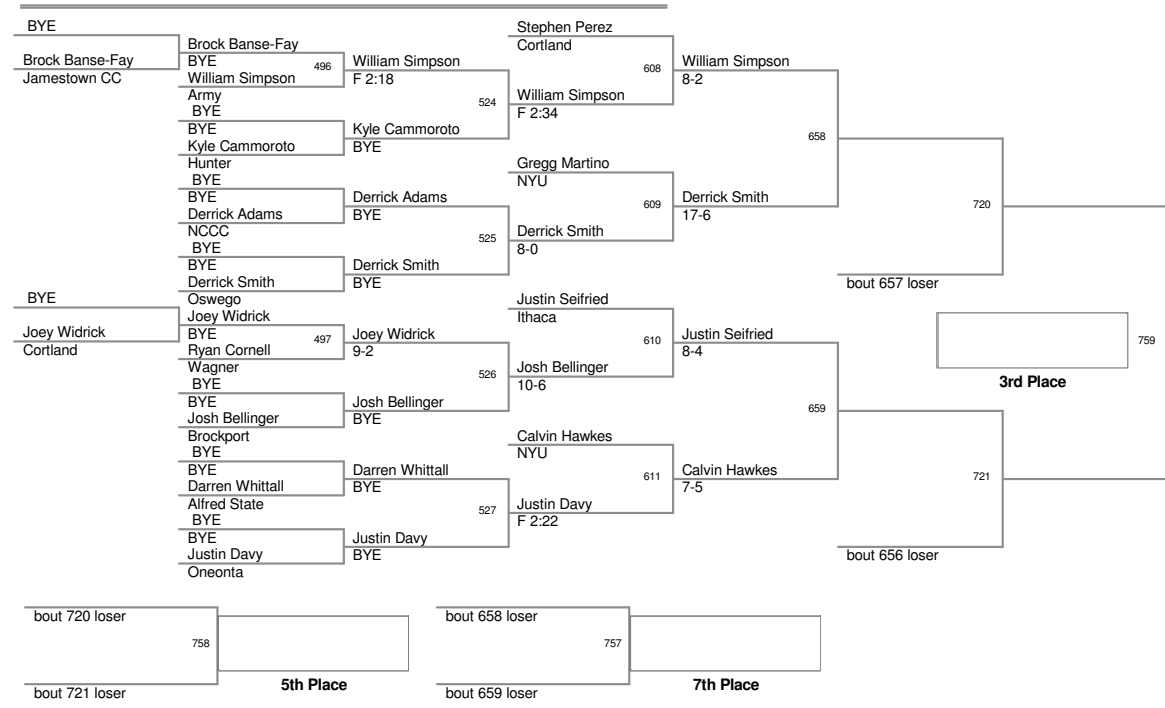 BYE
Brock Banse-Fay
Jamestown CC
BYE
Joey Widrick
Cortland
Brock Banse-Fay
BYE
496
William Simpson
Army
BYE
BYE
Kyle Cammoroto
Hunter
BYE
BYE
Derrick Adams
NCCC
BYE
BYE
Derrick Smith
Oswego
Joey Widrick
BYE
497
Ryan Cornell
Wagner
BYE
BYE
Josh Bellinger
Brockport
BYE
BYE
Darren Whittall
Alfred State
BYE
BYE
Justin Davy
Oneonta
William Simpson
F 2:18
524
Kyle Cammoroto
BYE
Derrick Adams
BYE
525
Derrick Smith
BYE
Joey Widrick
9-2
526
Josh Bellinger
BYE
Darren Whittall
BYE
527
Justin Davy
BYE
Stephen Perez
Cortland
608
William Simpson
F 2:34
Gregg Martino
NYU
609
Derrick Smith
8-0
Justin Seifried
Ithaca
610
Josh Bellinger
10-6
Calvin Hawkes
NYU
611
Justin Davy
F 2:22
William Simpson
8-2
658
Derrick Smith
17-6
Justin Seifried
8-4
659
Calvin Hawkes
7-5
720
bout 657 loser
721
bout 656 loser
759
3rd Place
bout 720 loser
758
bout 721 loser
5th Place
bout 658 loser
757
bout 659 loser
7th Place